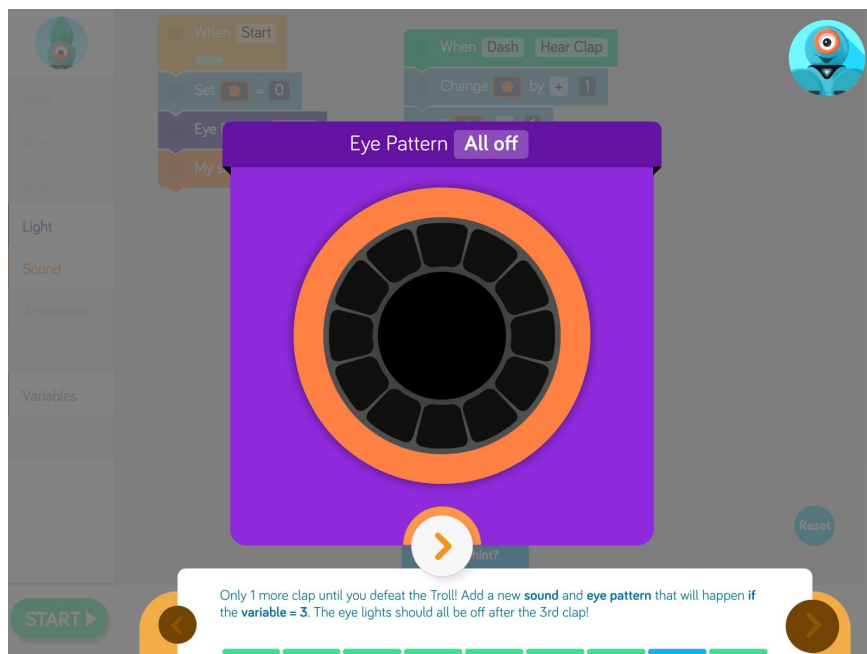 When Start
When Dash Hear Clap
Set = 0
Change by + 1
Eye
Eye Pattern All off
My s
Light
Sound
Animations
Variables
Reset
hint?
Only 1 more clap until you defeat the Troll! Add a new sound and eye pattern that will happen if
the variable = 3. The eye lights should all be off after the 3rd clap!
START